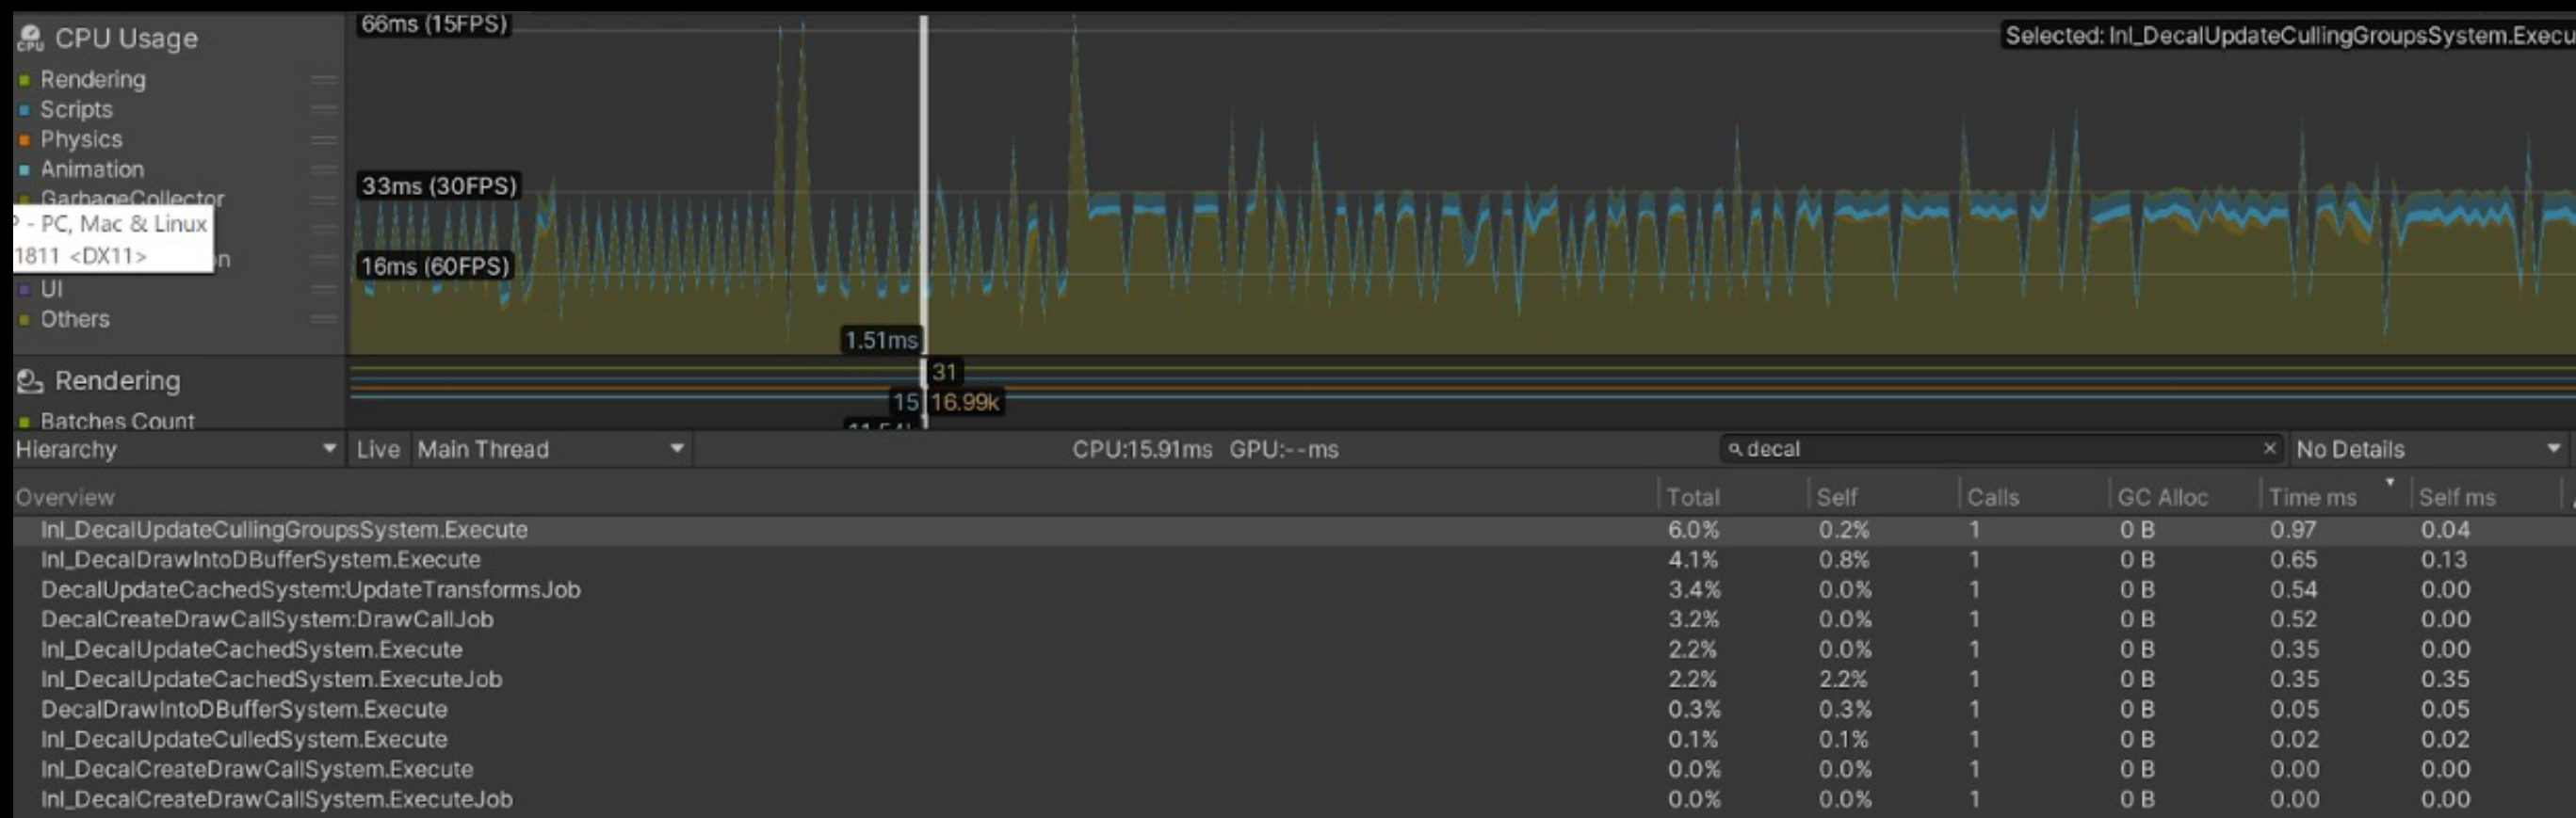 CPU Usage
Rendering
Scripts
Physics
Animation
GarbageCollector
P - PC, Mac & Linux
1811 <DX11>
UI
Others
66ms (15FPS)
33ms (30FPS)
16ms (60FPS)
1.51ms
Selected: Inl_DecalUpdateCullingGroupsSystem.Execu
Rendering
Batches Count
31
15 16.99k
Hierarchy Live Main Thread CPU:15.91ms GPU:--ms decal × No Details
Overview Total Self Calls GC Alloc Time ms Self ms
Inl_DecalUpdateCullingGroupsSystem.Execute 6.0% 0.2% 1 0 B 0.97 0.04
Inl_DecalDrawIntoDBufferSystem.Execute 4.1% 0.8% 1 0 B 0.65 0.13
DecalUpdateCachedSystem:UpdateTransformsJob 3.4% 0.0% 1 0 B 0.54 0.00
DecalCreateDrawCallSystem:DrawCallJob 3.2% 0.0% 1 0 B 0.52 0.00
Inl_DecalUpdateCachedSystem.Execute 2.2% 0.0% 1 0 B 0.35 0.00
Inl_DecalUpdateCachedSystem.ExecuteJob 2.2% 2.2% 1 0 B 0.35 0.35
DecalDrawIntoDBufferSystem.Execute 0.3% 0.3% 1 0 B 0.05 0.05
Inl_DecalUpdateCulledSystem.Execute 0.1% 0.1% 1 0 B 0.02 0.02
Inl_DecalCreateDrawCallSystem.Execute 0.0% 0.0% 1 0 B 0.00 0.00
Inl_DecalCreateDrawCallSystem.ExecuteJob 0.0% 0.0% 1 0 B 0.00 0.00